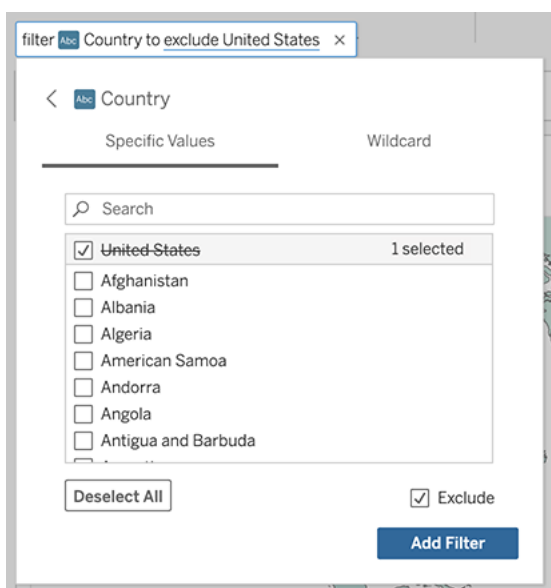 filter Abc Country to exclude United States ×
Abc Country
Specific Values Wildcard
Search
United States 1 selected
Afghanistan
Albania
Algeria
American Samoa
Andorra
Angola
Antigua and Barbuda
Deselect All Exclude
Add Filter